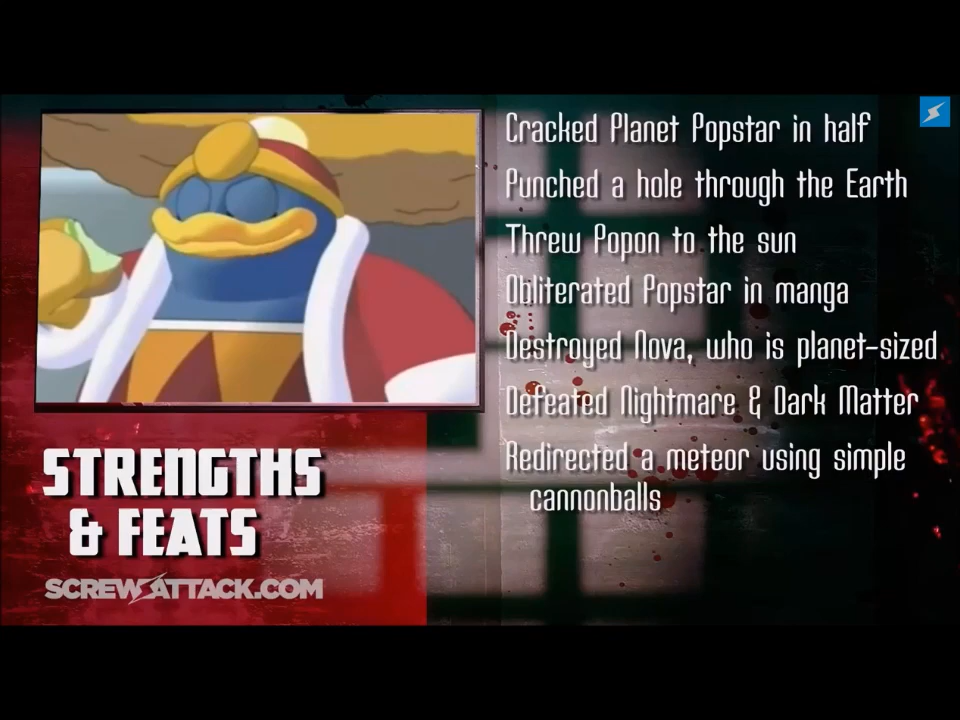 Cracked Planet Popstar in half
Punched a hole through the Earth
Threw Popon to the sun
Obliterated Popstar in manga
Destroyed Nova, who is planet-sized
Defeated Nightmare & Dark Matter
Redirected a meteor using simple
cannonballs
STRENGTHS
& FEATS
SCREWATTACK.COM